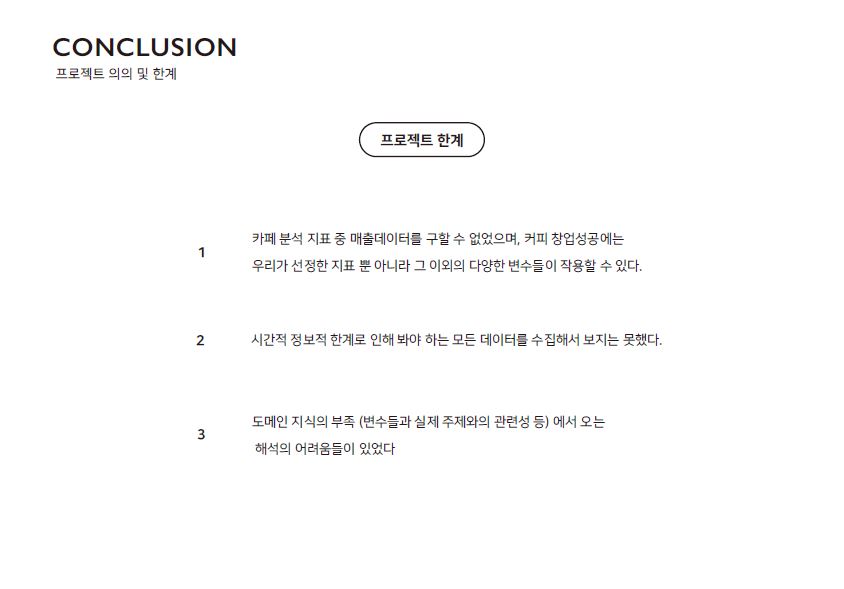 CONCLUSION
프로젝트 의의 및 한계
프로젝트 한계
1
카페 분석 지표 중 매출데이터를 구할 수 없었으며, 커피 창업성공에는
우리가 선정한 지표 뿐 아니라 그 이외의 다양한 변수들이 작용할 수 있다.
2
시간적 정보적 한계로 인해 봐야 하는 모든 데이터를 수집해서 보지는 못했다.
3
도메인 지식의 부족 (변수들과 실제 주제와의 관련성 등) 에서 오는
해석의 어려움들이 있었다